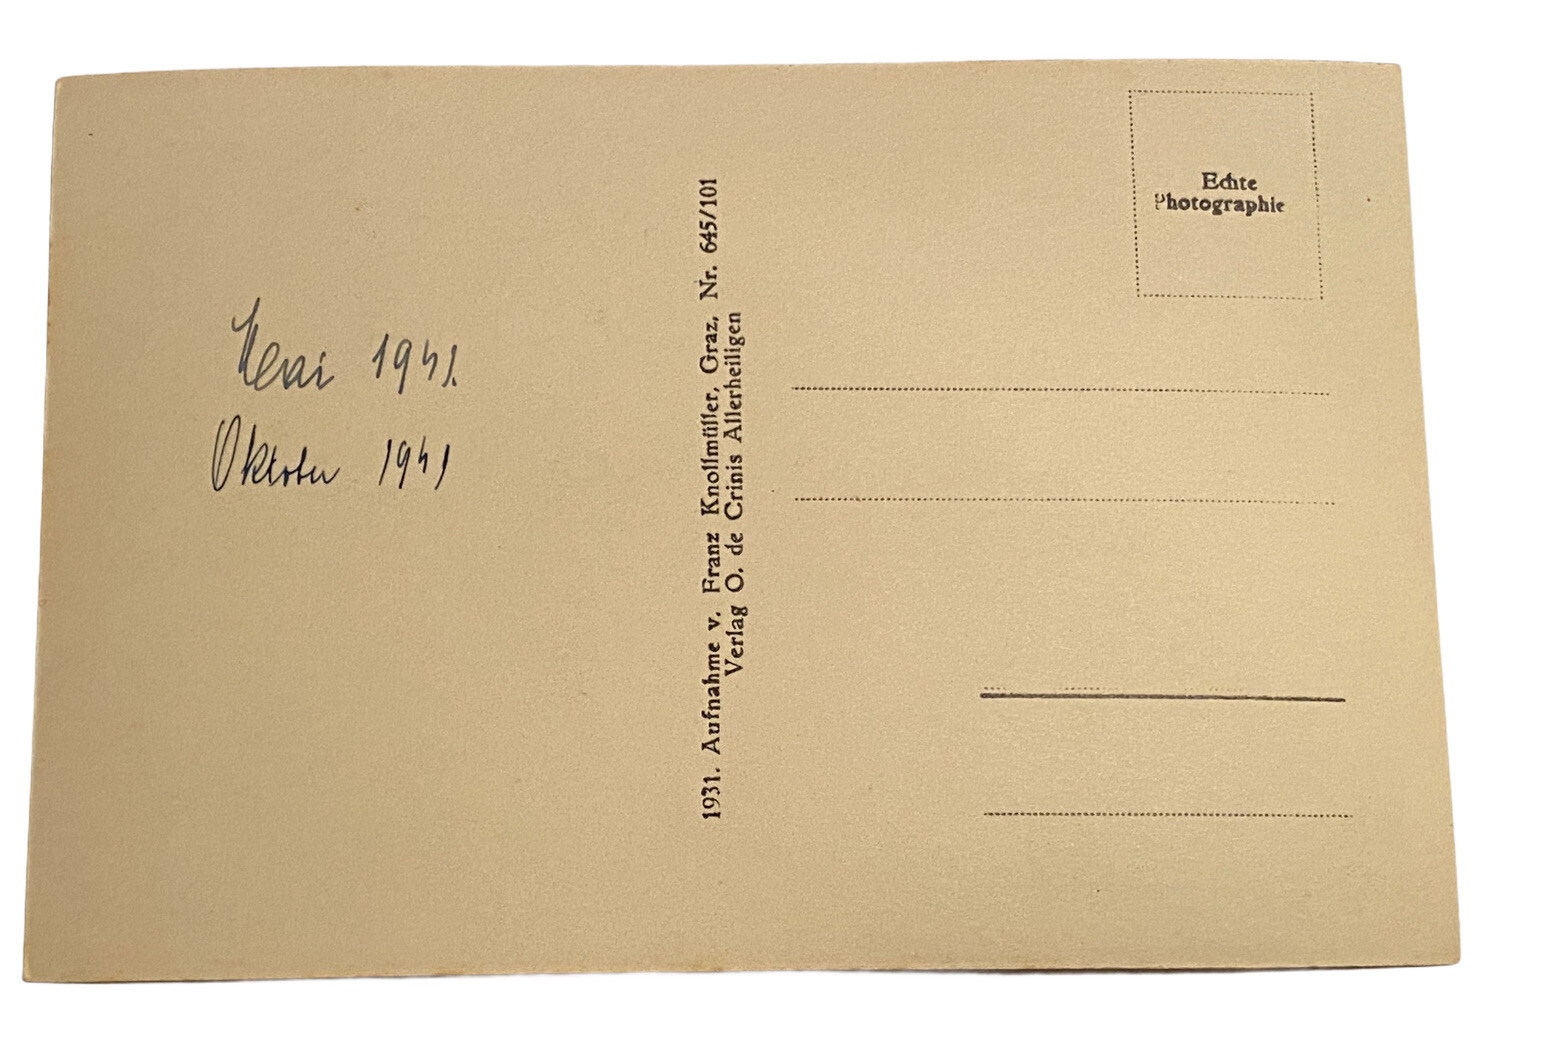 Mai 1941.
Oktober 1941
1931. Aufnahme v. Franz Knollmüller, Graz, Nr. 645/101
Verlag O. de Crinis Allerheiligen
Echte
Photographie